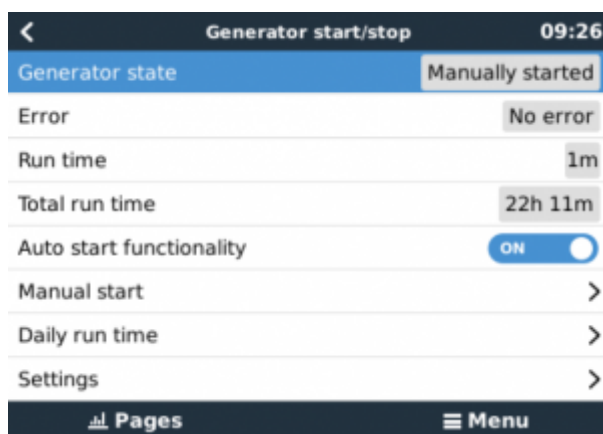 Generator start/stop 09:26
Generator state Manually started
Error No error
Run time 1m
Total run time 22h 11m
Auto start functionality ON
Manual start
Daily run time
Settings
Pages Menu